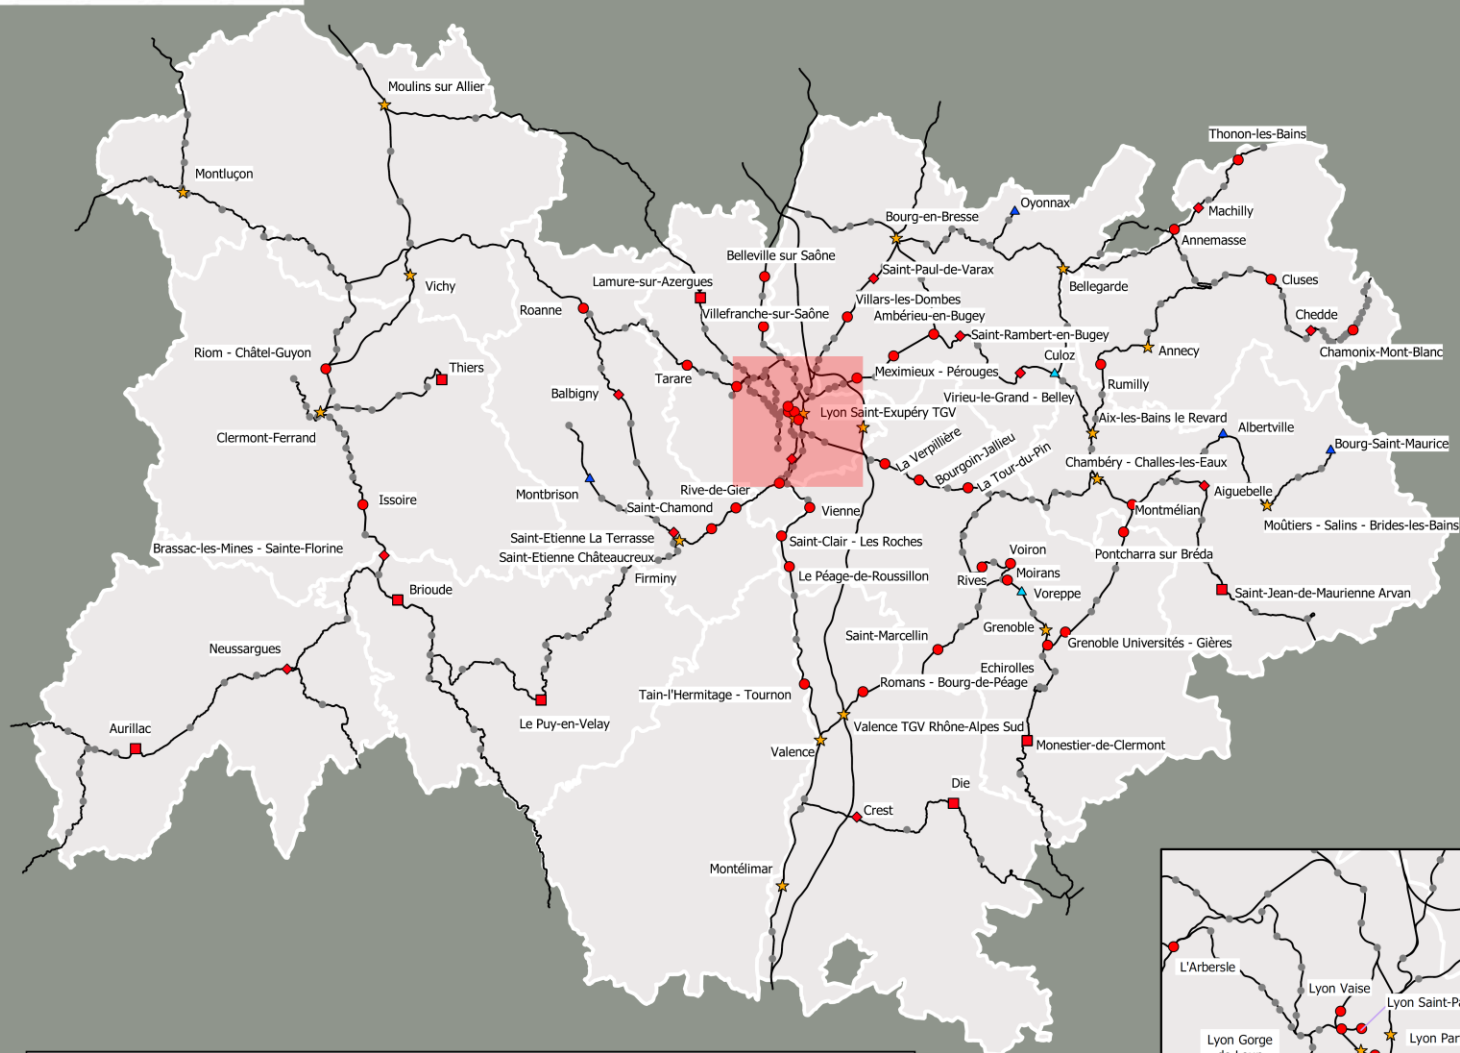 Moulins sur Allier
Thonon-les-Bains
Montluçon
Oyonnax
Machilly
Bourg-en-Bresse
Annemasse
Belleville sur Saône
Saint-Paul-de-Varax
Lamure-sur-Azergues
Vichy
Bellegarde
Cluses
Villars-les-Dombes
Roanne
Villefranche-sur-Saône
Ambérieu-en-Bugey
Chedde
Saint-Rambert-en-Bugey
Riom - Châtel-Guyon
Culoz
Annecy
Chamonix-Mont-Blanc
Thiers
Tarare
Meximieux - Pérouges
Rumilly
Balbigny
Virieu-le-Grand - Belley
Lyon Saint-Exupéry TGV
Aix-les-Bains le Revard
Albertville
Clermont-Ferrand
La Verpillière
Bourgoin-Jallieu
La Tour-du-Pin
Bourg-Saint-Maurice
Chambéry - Challes-les-Eaux
Montbrison
Rive-de-Gier
Aiguebelle
Issoire
Saint-Chamond
Vienne
Montmélian
Moûtiers - Salins - Brides-les-Bains
Saint-Etienne La Terrasse
Saint-Clair - Les Roches
Brassac-les-Mines - Sainte-Florine
Saint-Etienne Châteaucreux
Voiron
Pontcharra sur Bréda
Firminy
Le Péage-de-Roussillon
Rives
Moirans
Brioude
Voreppe
Saint-Jean-de-Maurienne Arvan
Grenoble
Saint-Marcellin
Grenoble Universités - Gières
Neussargues
Echirolles
Romans - Bourg-de-Péage
Tain-l'Hermitage - Tournon
Le Puy-en-Velay
Aurillac
Valence TGV Rhône-Alpes Sud
Valence
Monestier-de-Clermont
Die
Crest
Montélimar
L'Arbersle
Lyon Vaise
Lyon Saint-Pa
Lyon Gorge
Lyon Par